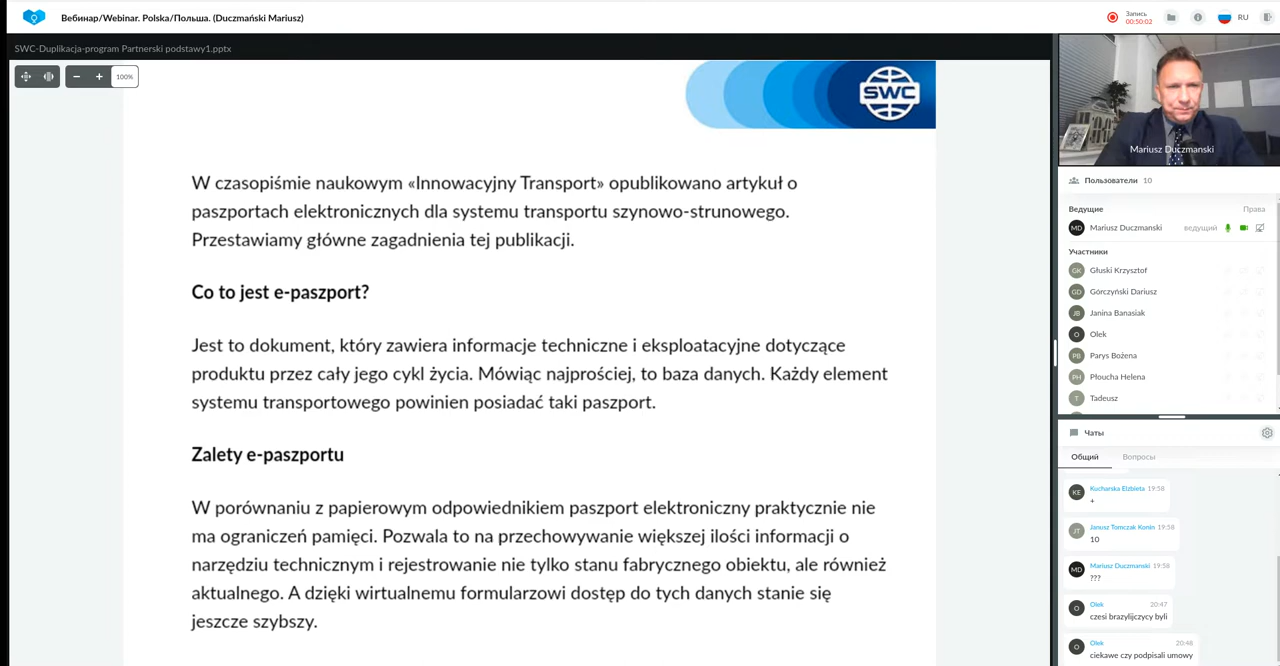 Вебинар/Webinar. Polska/Польша. (Duczmański Mariusz)
Запись
00:50:02
RU
SWC-Duplikacja-program Partnerski podstawy1.pptx
100%
SWC
W czasopiśmie naukowym «Innowacyjny Transport» opublikowano artykuł o
paszportach elektronicznych dla systemu transportu szynowo-strunowego.
Przestawiamy główne zagadnienia tej publikacji.
Co to jest e-paszport?
Jest to dokument, który zawiera informacje techniczne i eksploatacyjne dotyczące
produktu przez cały jego cykl życia. Mówiąc najprościej, to baza danych. Każdy element
systemu transportowego powinien posiadać taki paszport.
Zalety e-paszportu
W porównaniu z papierowym odpowiednikiem paszport elektroniczny praktycznie nie
ma ograniczeń pamięci. Pozwala to na przechowywanie większej ilości informacji o
narzędziu technicznym i rejestrowanie nie tylko stanu fabrycznego obiektu, ale również
aktualnego. A dzięki wirtualnemu formularzowi dostęp do tych danych stanie się
jeszcze szybszy.
Mariusz Duczmanski
Пользователи 10
Ведущие Права
MD Mariusz Duczmanski ведущий
Участники
GK Głuski Krzysztof
GD Górczyński Dariusz
JB Janina Banasiak
O Olek
PB Parys Bożena
PH Płoucha Helena
T Tadeusz
Чаты
Общий Вопросы
KE Kucharska Elzbieta 19:58
+
JT Janusz Tomczak Konin 19:58
10
MD Mariusz Duczmanski 19:58
???
O Olek 20:47
czesi brazylijczycy byli
O Olek 20:48
ciekawe czy podpisali umowy